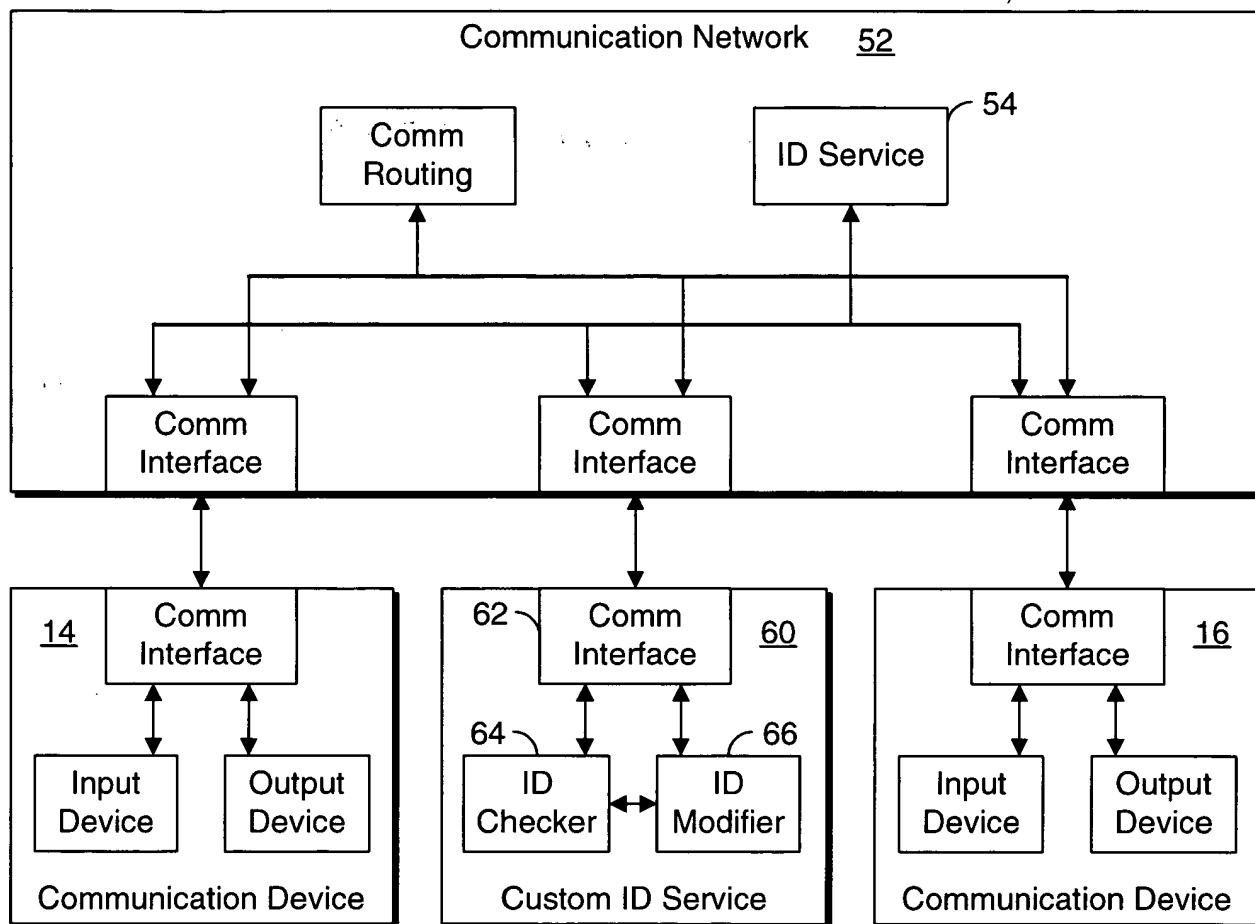 Communication Network 52
54
Comm
Routing
ID Service
Comm
Interface
Comm
Interface
Comm
Interface
14
Comm
Interface
62
Comm
Interface
60
Comm
Interface
16
64
66
Input
Device
Output
Device
ID
Checker
ID
Modifier
Input
Device
Output
Device
Communication Device
Custom ID Service
Communication Device